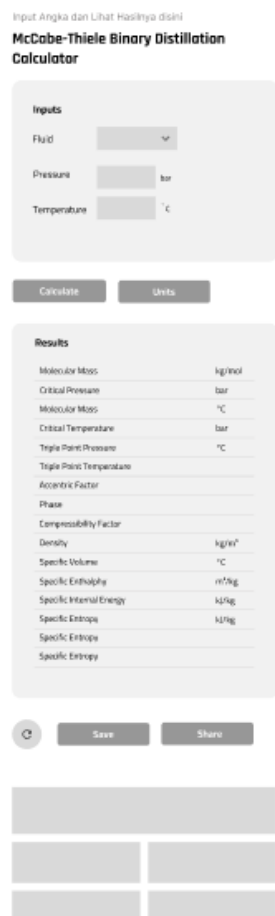 Input Angka dan Lihat Hasilnya disini
McCabe-Thiele Binary Distillation
Calculator
Inputs
Fluid
Pressure bar
Temperature °c
Calculate Units
Results
Molecular Mass kg/mol
Critical Pressure bar
Molecular Mass °C
Critical Temperature bar
Triple Point Pressure °C
Triple Point Temperature
Accentric Factor
Phase
Compressibility Factor
Density kg/m³
Specific Volume °C
Specific Enthalphy m³/kg
Specific Internal Energy kJ/kg
Specific Entropy kJ/kg
Specific Entropy
Specific Entropy
Save Share